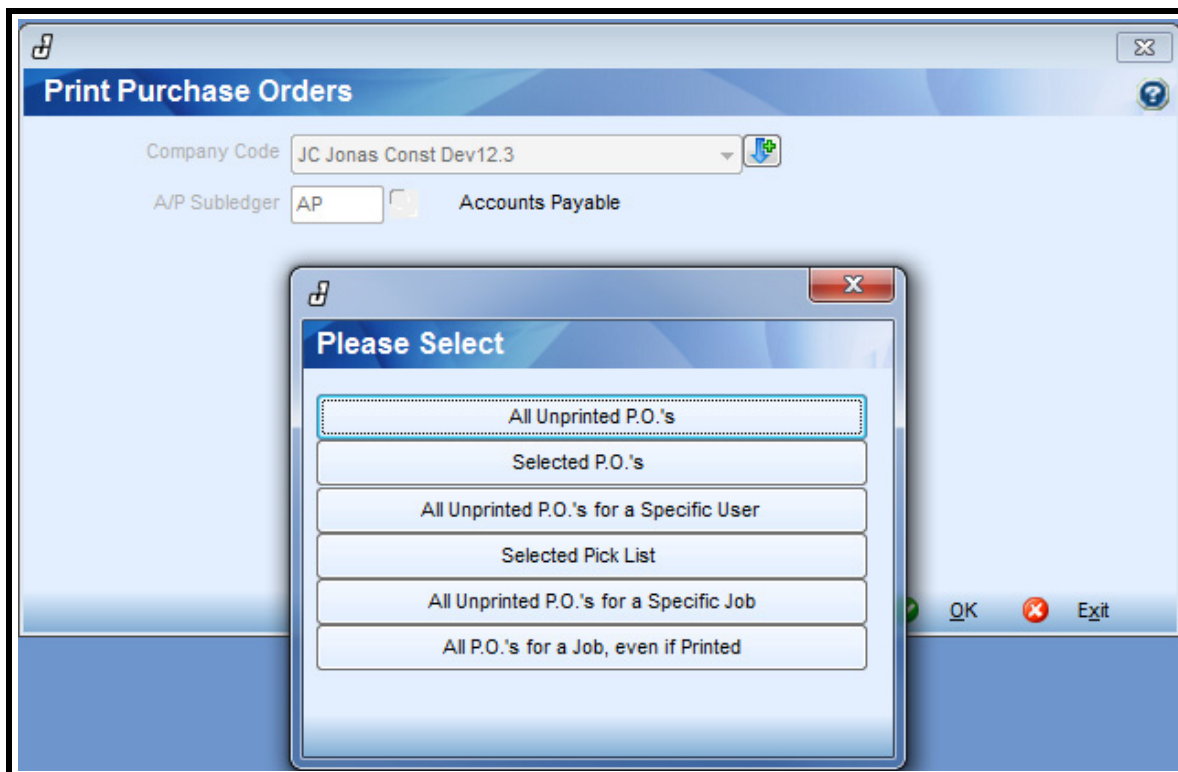 Print Purchase Orders
Company Code JC Jonas Const Dev12.3
A/P Subledger AP Accounts Payable
Please Select
All Unprinted P.O.'s
Selected P.O.'s
All Unprinted P.O.'s for a Specific User
Selected Pick List
All Unprinted P.O.'s for a Specific Job
All P.O.'s for a Job, even if Printed
OK Exit